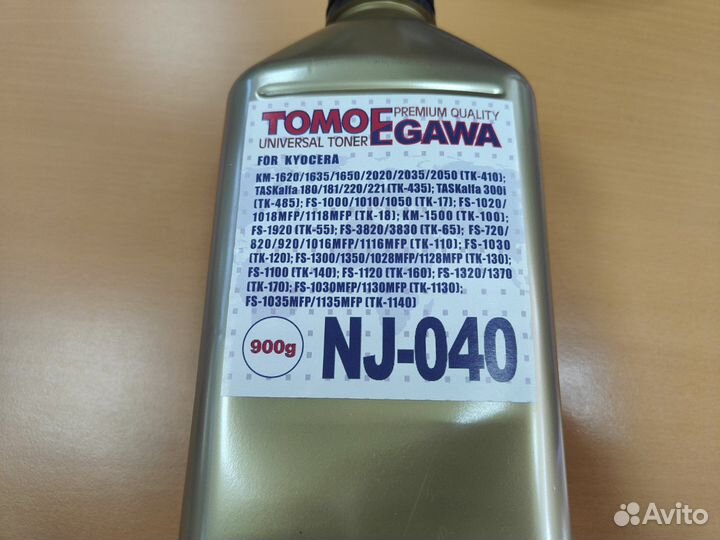 PREMIUM QUALITY
TOMOEGAWA
UNIVERSAL TONER
FOR KYOCERA
KM-1620/1635/1650/2020/2035/2050 (TK-410);
TASKalfa 180/181/220/221 (TK-435); TASKalfa 300i
(TK-485); FS-1000/1010/1050 (TK-17); FS-1020/
1018MFP/1118MFP (TK-18); KM-1500 (TK-100);
FS-1920 (TK-55); FS-3820/3830 (TK-65); FS-720/
820/920/1016MFP/1116MFP (TK-110); FS-1030
(TK-120); FS-1300/1350/1028MFP/1128MFP (TK-130);
FS-1100 (TK-140); FS-1120 (TK-160); FS-1320/1370
(TK-170); FS-1030MFP/1130MFP (TK-1130);
FS-1035MFP/1135MFP (TK-1140)
900g
NJ-040
Avito